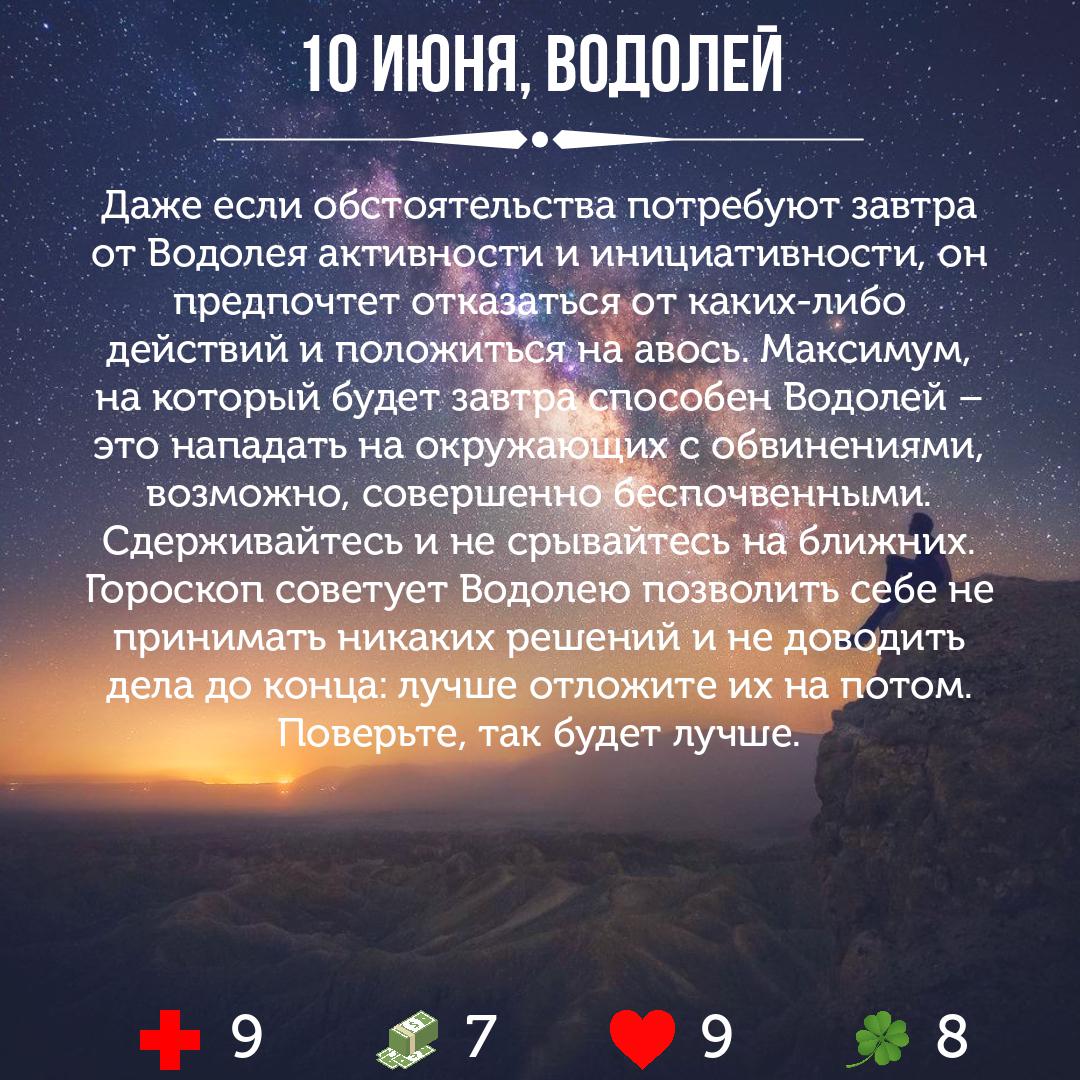 10 ИЮНЯ, ВОДОЛЕЙ
Даже если обстоятельства потребуют завтра
от Водолея активности и инициативности, он
предпочтет отказаться от каких-либо
действий и положиться на авось. Максимум,
на который будет завтра способен Водолей –
это нападать на окружающих с обвинениями,
возможно, совершенно беспочвенными.
Сдерживайтесь и не срывайтесь на ближних.
Гороскоп советует Водолею позволить себе не
принимать никаких решений и не доводить
дела до конца: лучше отложите их на потом.
Поверьте, так будет лучше.
9 7 9 8